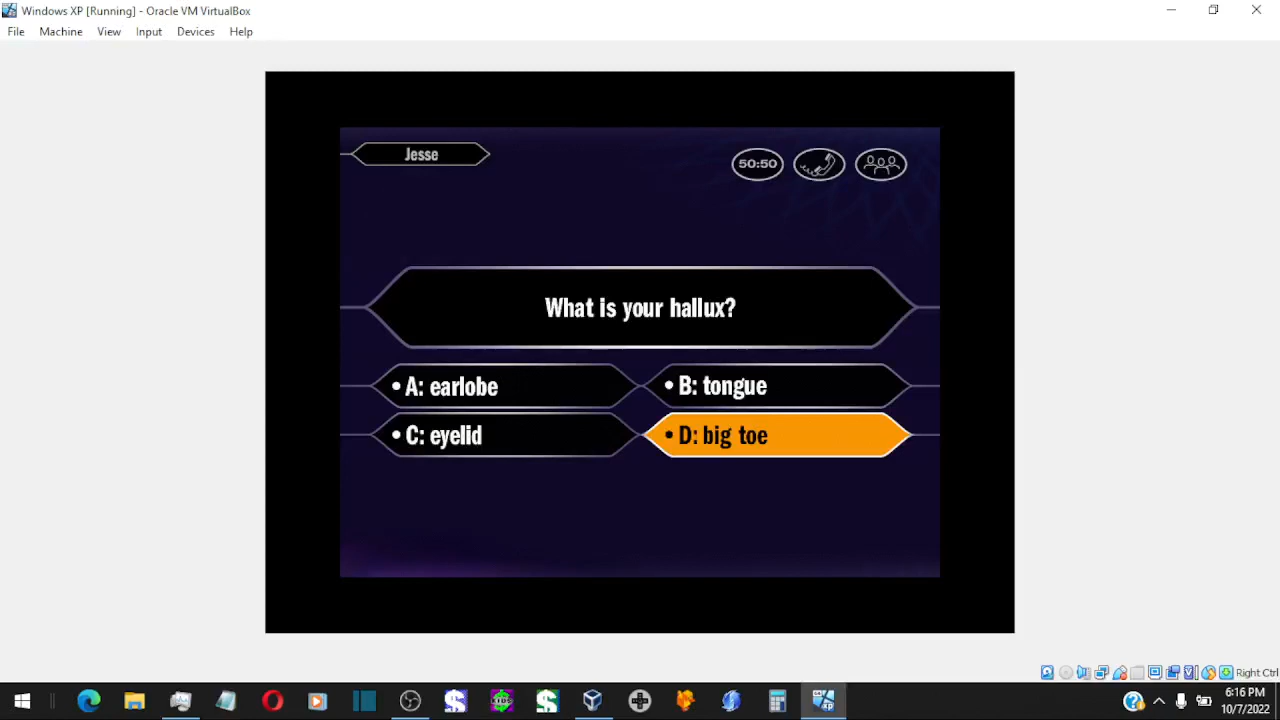 Windows XP [Running] - Oracle VM VirtualBox
File Machine View Input Devices Help
Jesse
50:50
What is your hallux?
• A: earlobe
• B: tongue
• C: eyelid
• D: big toe
Right Ctrl
6:16 PM
10/7/2022